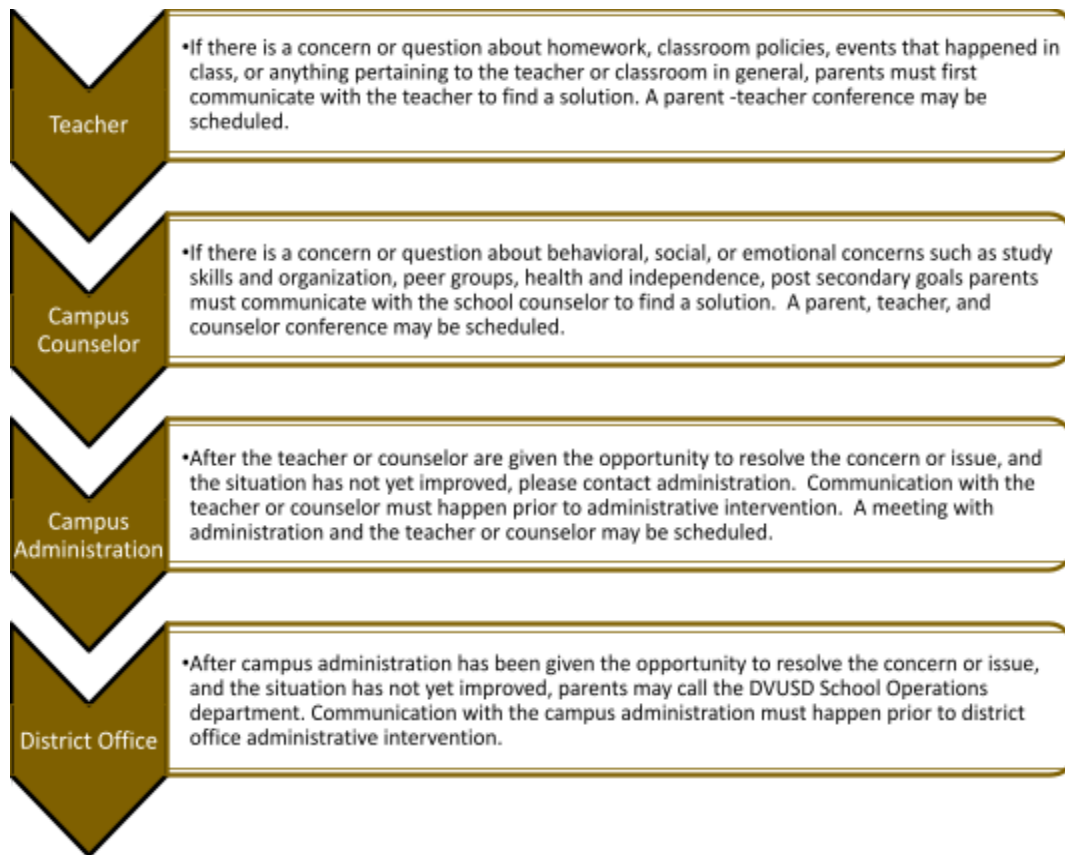 Teacher
•If there is a concern or question about homework, classroom policies, events that happened in
class, or anything pertaining to the teacher or classroom in general, parents must first
communicate with the teacher to find a solution. A parent -teacher conference may be
scheduled.
Campus
Counselor
•If there is a concern or question about behavioral, social, or emotional concerns such as study
skills and organization, peer groups, health and independence, post secondary goals parents
must communicate with the school counselor to find a solution.  A parent, teacher, and
counselor conference may be scheduled.
Campus
Administration
•After the teacher or counselor are given the opportunity to resolve the concern or issue, and
the situation has not yet improved, please contact administration.  Communication with the
teacher or counselor must happen prior to administrative intervention.  A meeting with
administration and the teacher or counselor may be scheduled.
District Office
•After campus administration has been given the opportunity to resolve the concern or issue,
and the situation has not yet improved, parents may call the DVUSD School Operations
department. Communication with the campus administration must happen prior to district
office administrative intervention.